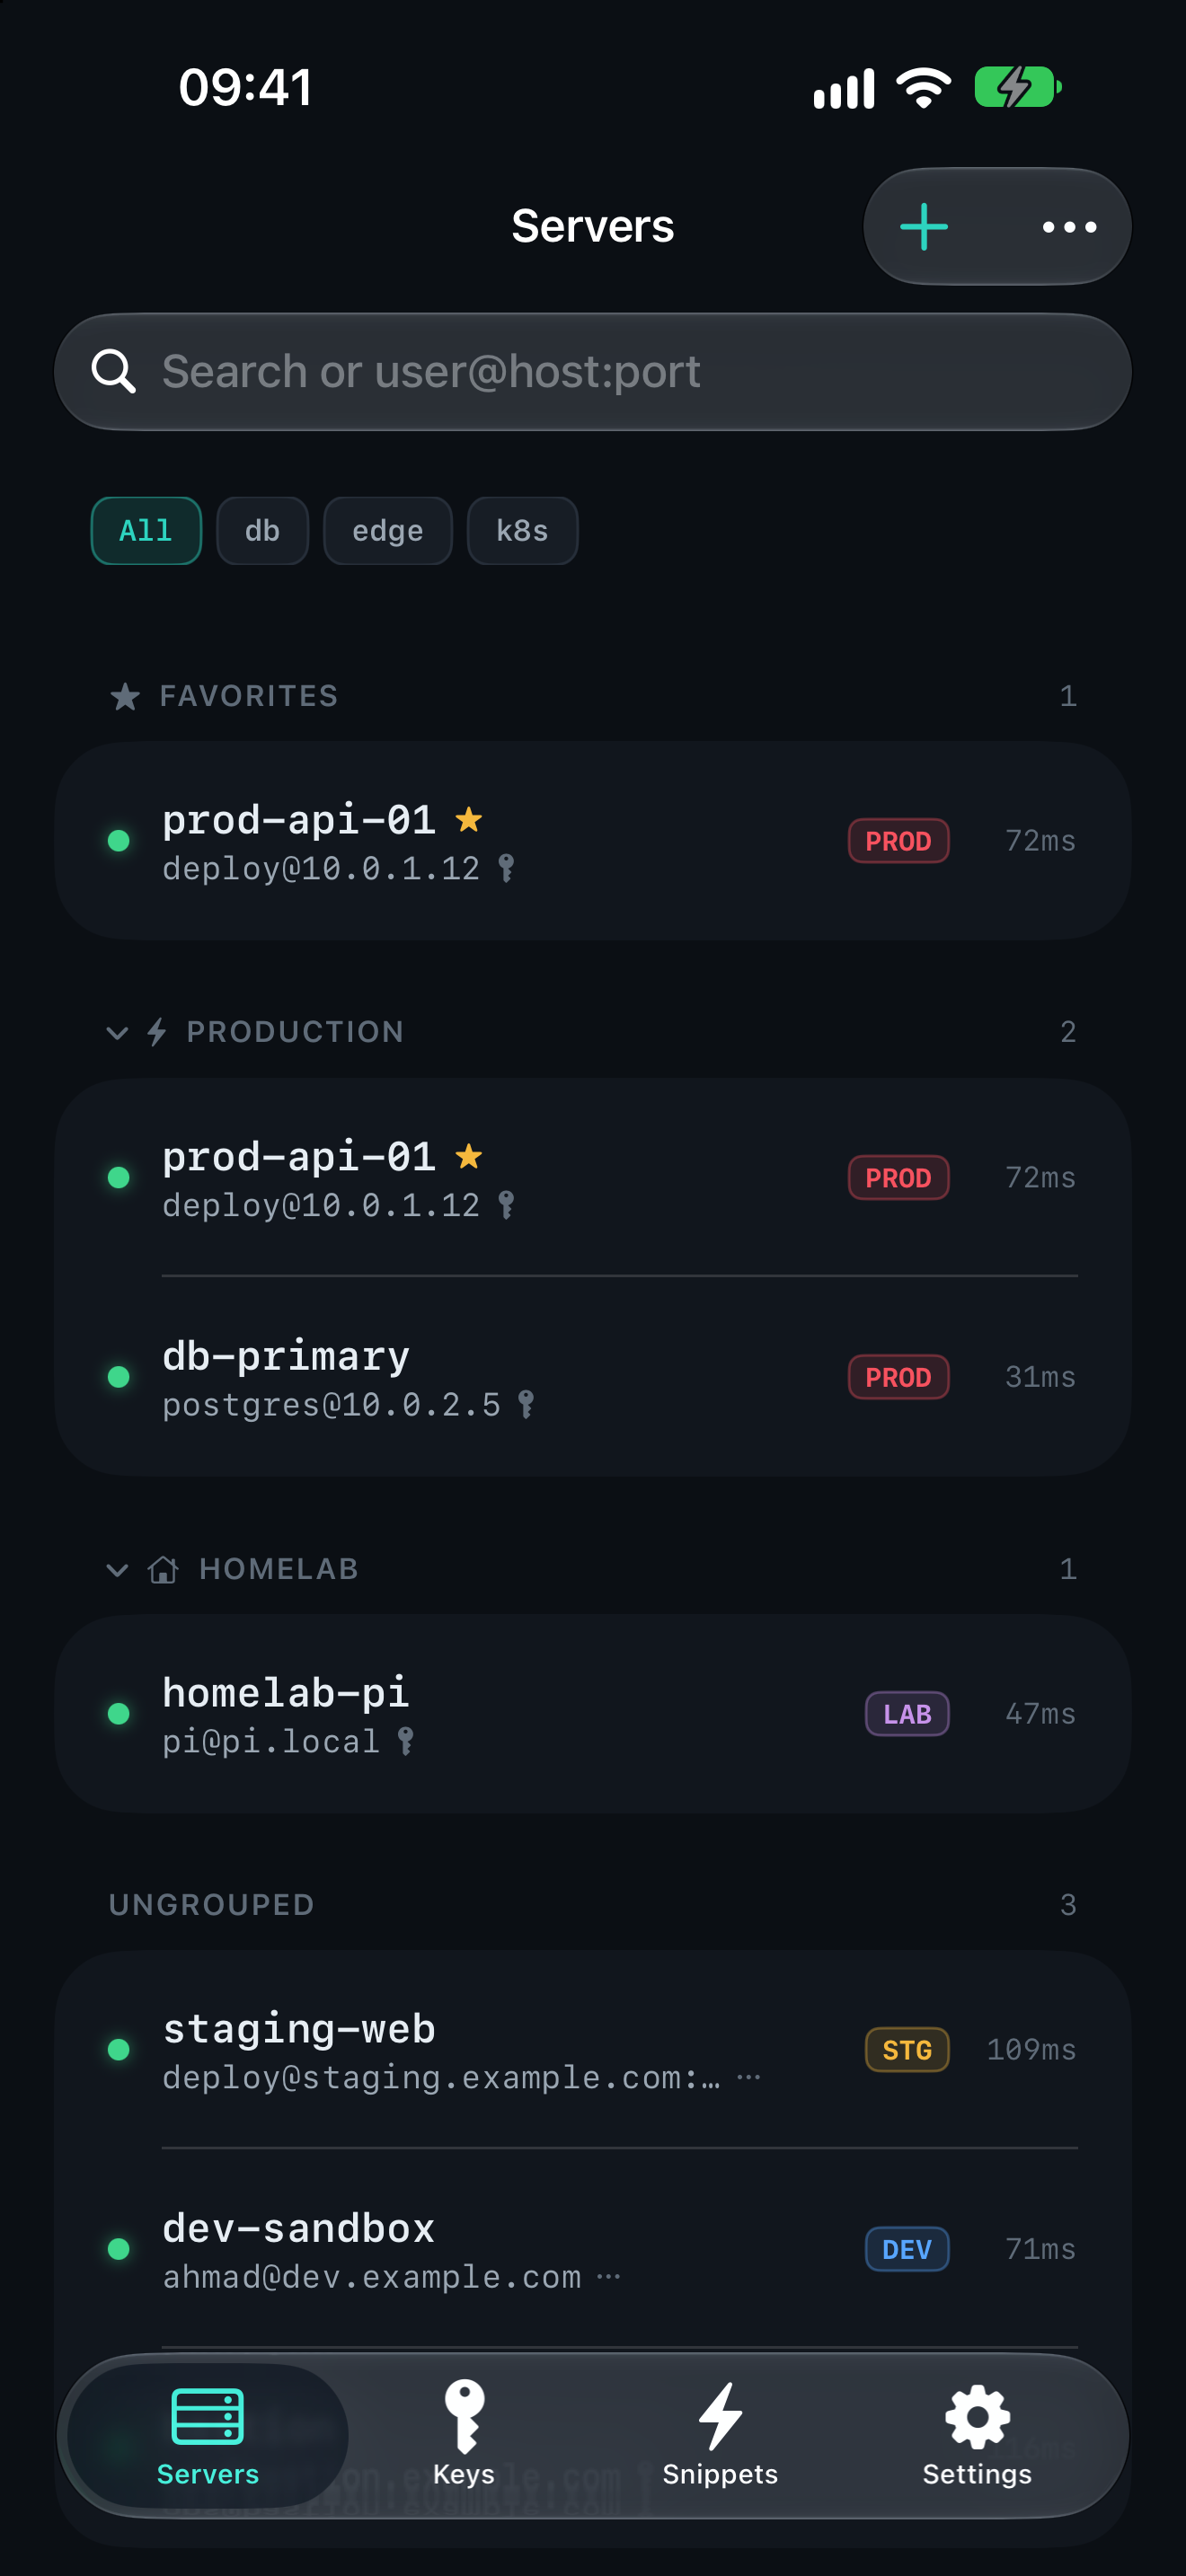 09:41
Servers
Search or user@host:port
All db edge k8s
FAVORITES 1
prod-api-01
deploy@10.0.1.12
PROD 72ms
PRODUCTION 2
prod-api-01
deploy@10.0.1.12
PROD 72ms
db-primary
postgres@10.0.2.5
PROD 31ms
HOMELAB 1
homelab-pi
pi@pi.local
LAB 47ms
UNGROUPED 3
staging-web
deploy@staging.example.com:…
STG 109ms
dev-sandbox
ahmad@dev.example.com
DEV 71ms
Servers Keys Snippets Settings